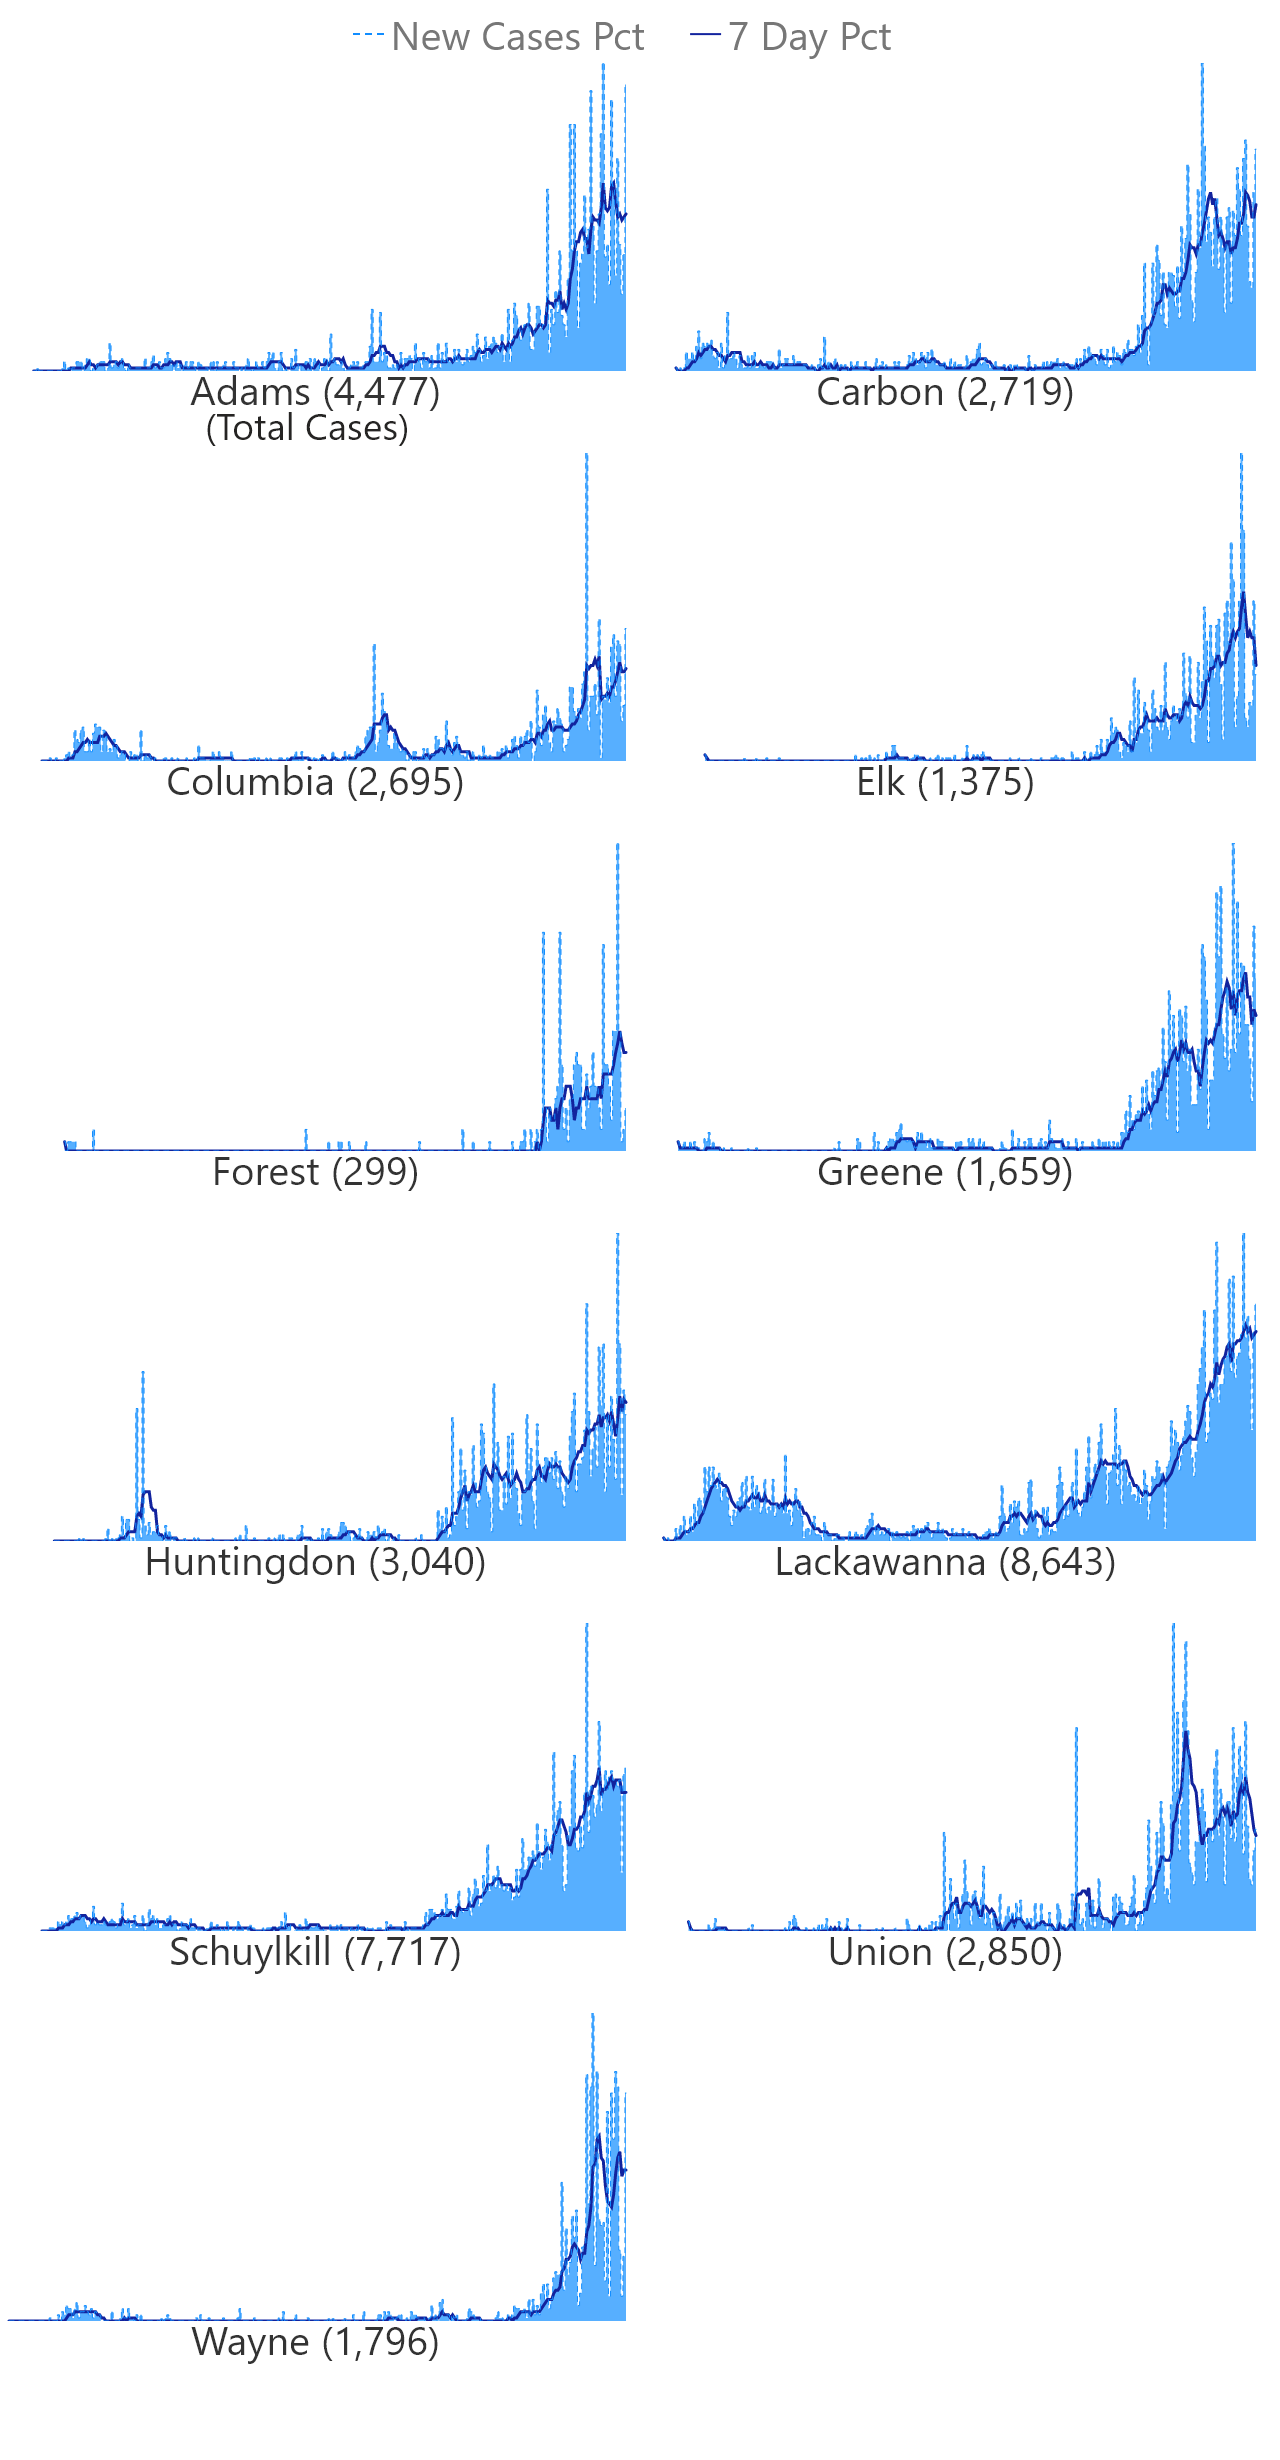 New Cases Pct 7 Day Pct
Adams (4,477) Carbon (2,719)
(Total Cases)
Columbia (2,695) Elk (1,375)
Forest (299) Greene (1,659)
Huntingdon (3,040) Lackawanna (8,643)
Schuylkill (7,717) Union (2,850)
Wayne (1,796)